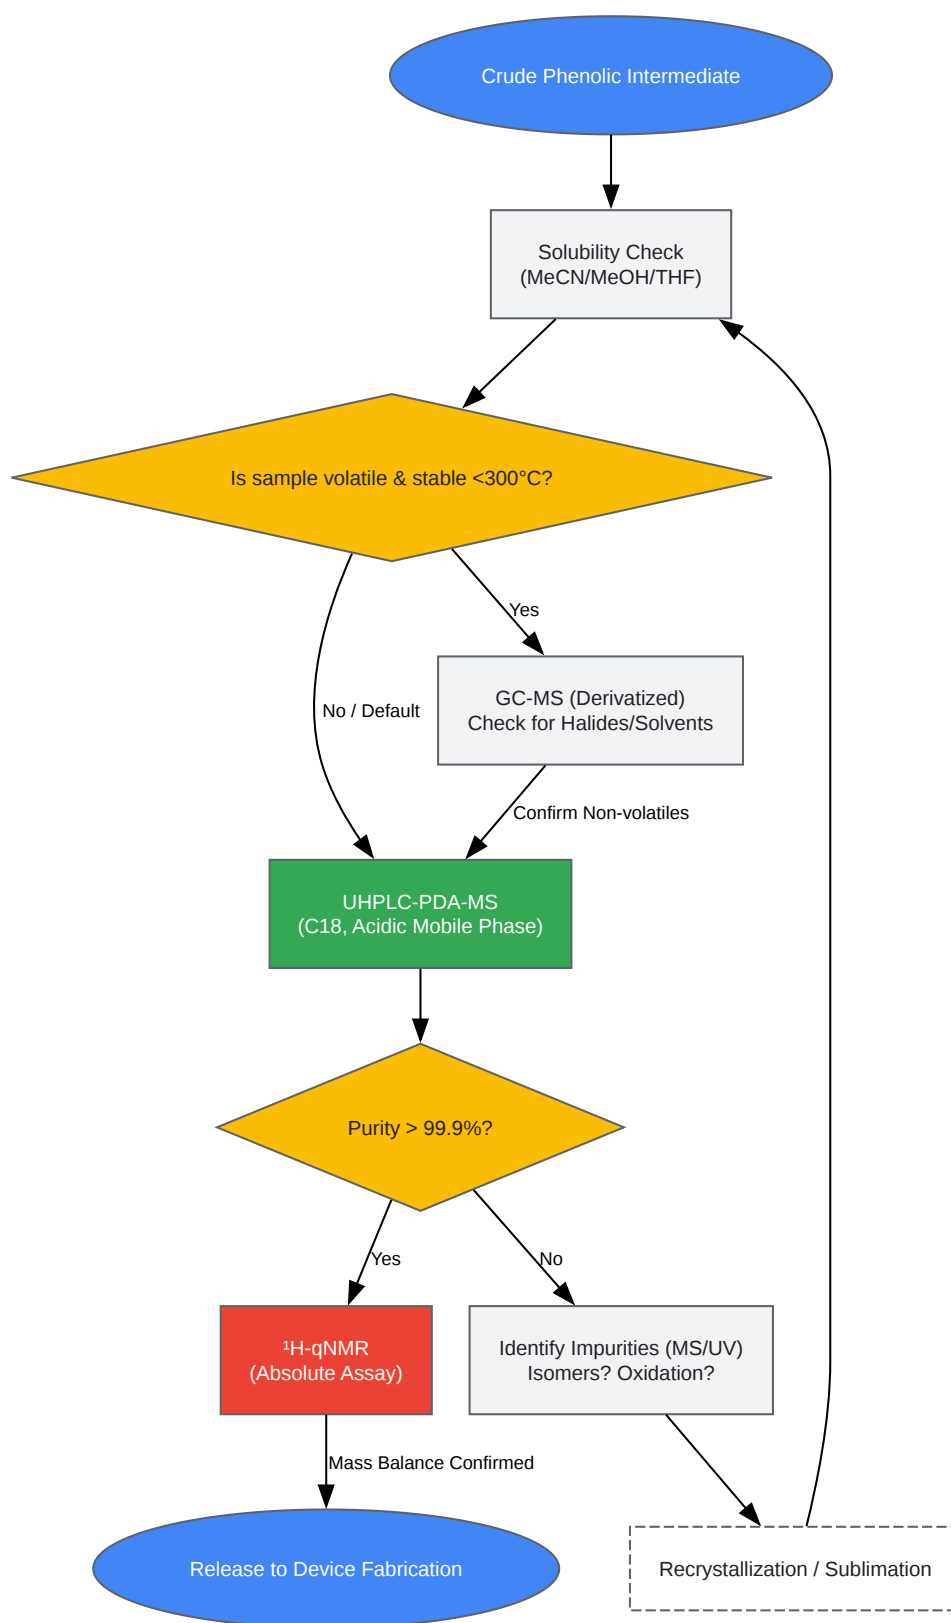 Crude Phenolic Intermediate
Solubility Check
(MeCN/MeOH/THF)
Is sample volatile & stable <300°C?
Yes
GC-MS (Derivatized)
Check for Halides/Solvents
No / Default
Confirm Non-volatiles
UHPLC-PDA-MS
(C18, Acidic Mobile Phase)
Purity > 99.9%?
Yes
No
¹H-qNMR
(Absolute Assay)
Identify Impurities (MS/UV)
Isomers? Oxidation?
Mass Balance Confirmed
Release to Device Fabrication
Recrystallization / Sublimation